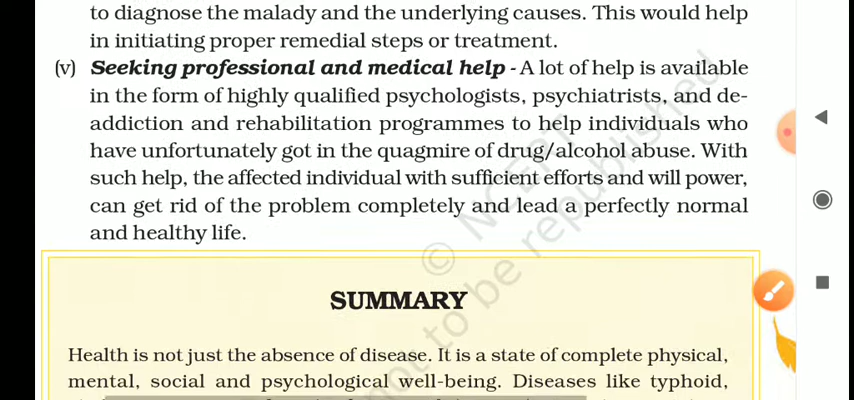 to diagnose the malady and the underlying causes. This would help
in initiating proper remedial steps or treatment.
(v) Seeking professional and medical help - A lot of help is available
in the form of highly qualified psychologists, psychiatrists, and de-
addiction and rehabilitation programmes to help individuals who
have unfortunately got in the quagmire of drug/alcohol abuse. With
such help, the affected individual with sufficient efforts and will power,
can get rid of the problem completely and lead a perfectly normal
and healthy life.
© NCERT
not to be republished
SUMMARY
Health is not just the absence of disease. It is a state of complete physical,
mental, social and psychological well-being. Diseases like typhoid,